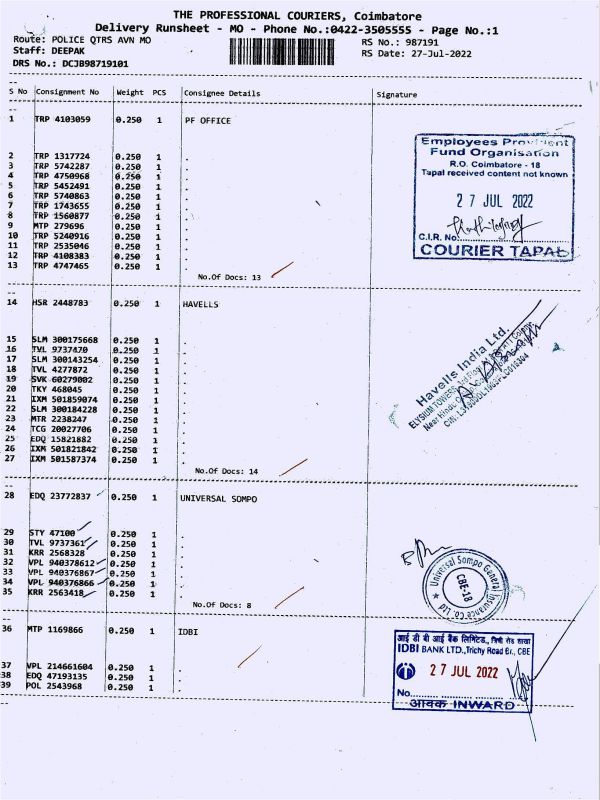 THE PROFESSIONAL COURIERS, Coimbatore
Delivery Runsheet - MO - Phone No.:0422-3505555 - Page No.:1
Route: POLICE QTRS AVN MO RS No.: 987191
Staff: DEEPAK RS Date: 27-Jul-2022
DRS No.: DCJB98719101
S No Consignment No Weight PCS Consignee Details Signature
1 TRP 4103059 0.250 1 PF OFFICE
2 TRP 1317724 0.250 1 .
3 TRP 5742287 0.250 1 .
4 TRP 4750968 0.250 1 .
5 TRP 5452491 0.250 1 .
6 TRP 5740863 0.250 1 .
7 TRP 1743655 0.250 1 .
8 TRP 1560877 0.250 1 .
9 MTP 279696 0.250 1 .
10 TRP 5240916 0.250 1 .
11 TRP 2535046 0.250 1 .
12 TRP 4108383 0.250 1 .
13 TRP 4747465 0.250 1 .
No.Of Docs: 13
Employees Provident
Fund Organisation
R.O. Coimbatore - 18
Tapal received content not known
27 JUL 2022
C.I.R. No:
COURIER TAPAL
14 HSR 2448783 0.250 1 HAVELLS
15 SLM 300175668 0.250 1 .
16 TVL 9737479 0.250 1 .
17 SLM 300143254 0.250 1 .
18 TVL 4277872 0.250 1 .
19 SVK 60279002 0.250 1 .
20 TKY 468045 0.250 1 .
21 IXM 501859074 0.250 1 .
22 SLM 300184228 0.250 1 .
23 MTR 2238247 0.250 1 .
24 TCG 20027706 0.250 1 .
25 EDQ 15821882 0.250 1 .
26 IXM 501821842 0.250 1 .
27 IXM 501587374 0.250 1 .
No.Of Docs: 14
Havells India Ltd.
ELYSIUM TOWERS,
Near Hindu
28 EDQ 23772837 0.250 1 UNIVERSAL SOMPO
29 STY 47100 0.250 1 .
30 TVL 9737361 0.250 1 .
31 KRR 2568328 0.250 1 .
32 VPL 940378612 0.250 1 .
33 VPL 940376867 0.250 1 .
34 VPL 940376866 0.250 1 .
35 KRR 2563418 0.250 1 .
No.Of Docs: 8
Universal Sompo General Insurance Co. Ltd
CBE-18
36 MTP 1169866 0.250 1 IDBI
37 VPL 214661604 0.250 1 .
38 EDQ 47193135 0.250 1 .
39 POL 2543968 0.250 1 .
आई डी बी आई बैंक लिमिटेड., त्रिची रोड शाखा
IDBI BANK LTD.,Trichy Road Br., CBE
27 JUL 2022
No.
आवक INWARD